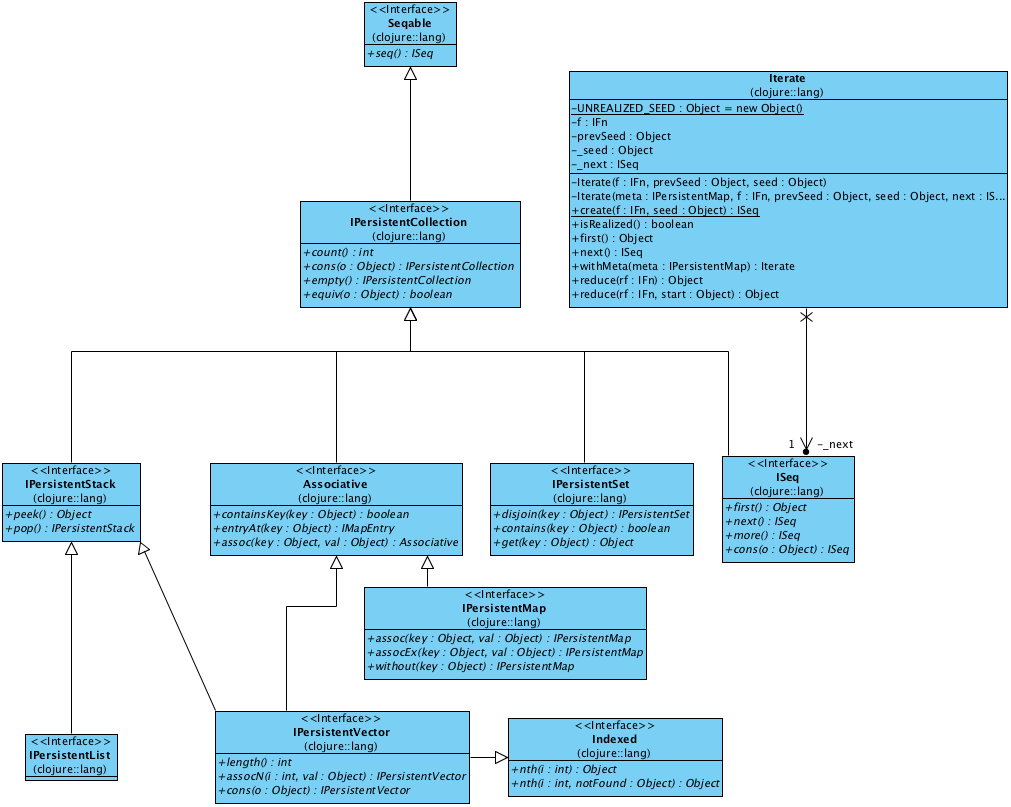 <<Interface>>
Seqable
(clojure::lang)
+seq() : ISeq
Iterate
(clojure::lang)
-UNREALIZED_SEED : Object = new Object()
-f : IFn
-prevSeed : Object
-_seed : Object
-_next : ISeq
-Iterate(f : IFn, prevSeed : Object, seed : Object)
-Iterate(meta : IPersistentMap, f : IFn, prevSeed : Object, seed : Object, next : IS...
+create(f : IFn, seed : Object) : ISeq
+isRealized() : boolean
+first() : Object
+next() : ISeq
+withMeta(meta : IPersistentMap) : Iterate
+reduce(rf : IFn) : Object
+reduce(rf : IFn, start : Object) : Object
<<Interface>>
IPersistentCollection
(clojure::lang)
+count() : int
+cons(o : Object) : IPersistentCollection
+empty() : IPersistentCollection
+equiv(o : Object) : boolean
1
-_next
<<Interface>>
IPersistentStack
(clojure::lang)
+peek() : Object
+pop() : IPersistentStack
<<Interface>>
Associative
(clojure::lang)
+containsKey(key : Object) : boolean
+entryAt(key : Object) : IMapEntry
+assoc(key : Object, val : Object) : Associative
<<Interface>>
IPersistentSet
(clojure::lang)
+disjoin(key : Object) : IPersistentSet
+contains(key : Object) : boolean
+get(key : Object) : Object
<<Interface>>
ISeq
(clojure::lang)
+first() : Object
+next() : ISeq
+more() : ISeq
+cons(o : Object) : ISeq
<<Interface>>
IPersistentMap
(clojure::lang)
+assoc(key : Object, val : Object) : IPersistentMap
+assocEx(key : Object, val : Object) : IPersistentMap
+without(key : Object) : IPersistentMap
<<Interface>>
IPersistentList
(clojure::lang)
<<Interface>>
IPersistentVector
(clojure::lang)
+length() : int
+assocN(i : int, val : Object) : IPersistentVector
+cons(o : Object) : IPersistentVector
<<Interface>>
Indexed
(clojure::lang)
+nth(i : int) : Object
+nth(i : int, notFound : Object) : Object